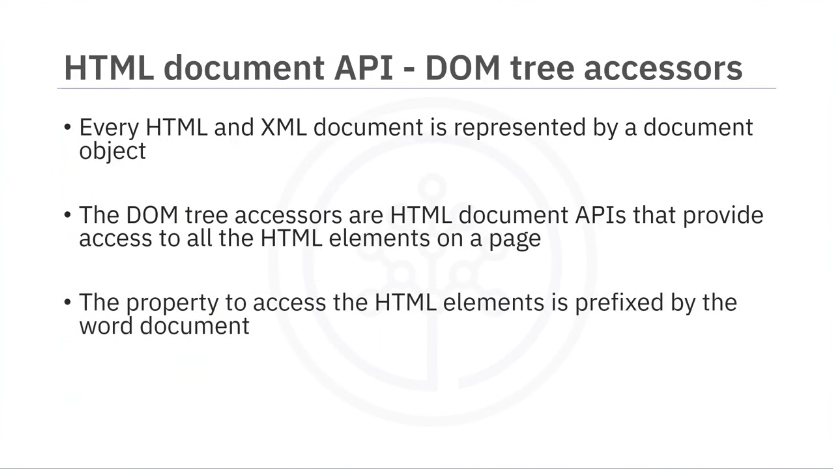 HTML document API - DOM tree accessors
• Every HTML and XML document is represented by a document
object
• The DOM tree accessors are HTML document APIs that provide
access to all the HTML elements on a page
• The property to access the HTML elements is prefixed by the
word document